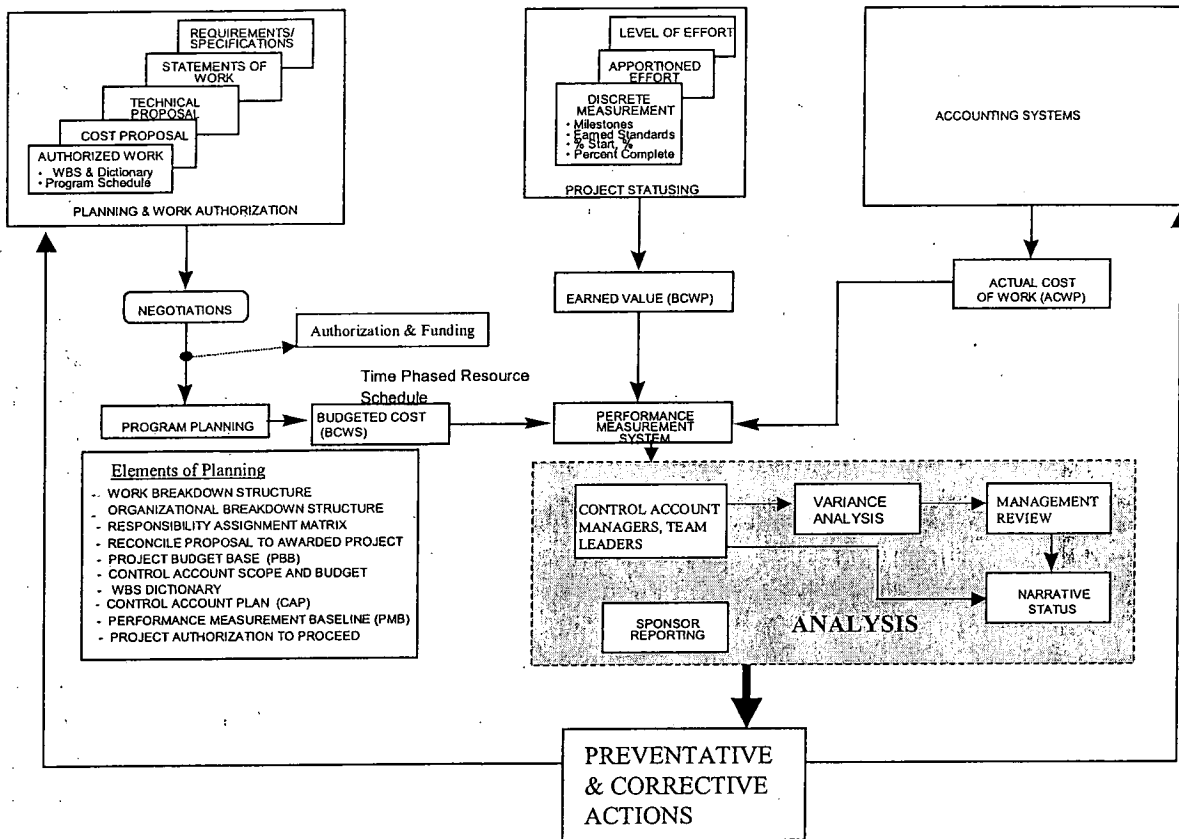 REQUIREMENTS/
SPECIFICATIONS
STATEMENTS OF
WORK
TECHNICAL
PROPOSAL
COST PROPOSAL
AUTHORIZED WORK
• WBS & Dictionary
• Program Schedule
PLANNING & WORK AUTHORIZATION
LEVEL OF EFFORT
APPORTIONED
EFFORT
DISCRETE
MEASUREMENT
• Milestones
• Earned Standards
• % Start, %
• Percent Complete
PROJECT STATUSING
ACCOUNTING SYSTEMS
NEGOTIATIONS
EARNED VALUE (BCWP)
ACTUAL COST
OF WORK (ACWP)
Authorization & Funding
Time Phased Resource
Schedule
PROGRAM PLANNING
BUDGETED COST
(BCWS)
PERFORMANCE
MEASUREMENT
SYSTEM
Elements of Planning
- WORK BREAKDOWN STRUCTURE
- ORGANIZATIONAL BREAKDOWN STRUCTURE
- RESPONSIBILITY ASSIGNMENT MATRIX
- RECONCILE PROPOSAL TO AWARDED PROJECT
- PROJECT BUDGET BASE (PBB)
- CONTROL ACCOUNT SCOPE AND BUDGET
- WBS DICTIONARY
- CONTROL ACCOUNT PLAN (CAP)
- PERFORMANCE MEASUREMENT BASELINE (PMB)
- PROJECT AUTHORIZATION TO PROCEED
CONTROL ACCOUNT
MANAGERS, TEAM
LEADERS
VARIANCE
ANALYSIS
MANAGEMENT
REVIEW
NARRATIVE
STATUS
SPONSOR
REPORTING
ANALYSIS
PREVENTATIVE
& CORRECTIVE
ACTIONS